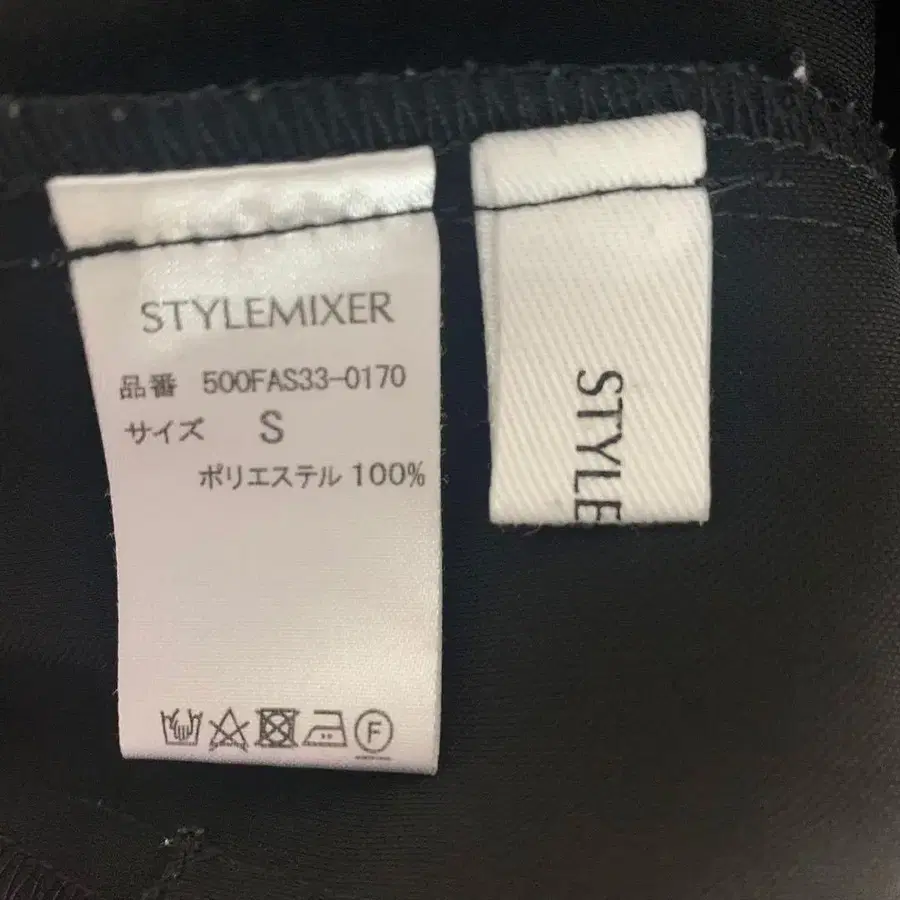 STYLEMIXER
品番 500FAS33-0170
サイズ S
ポリエステル 100%
F
STYLE